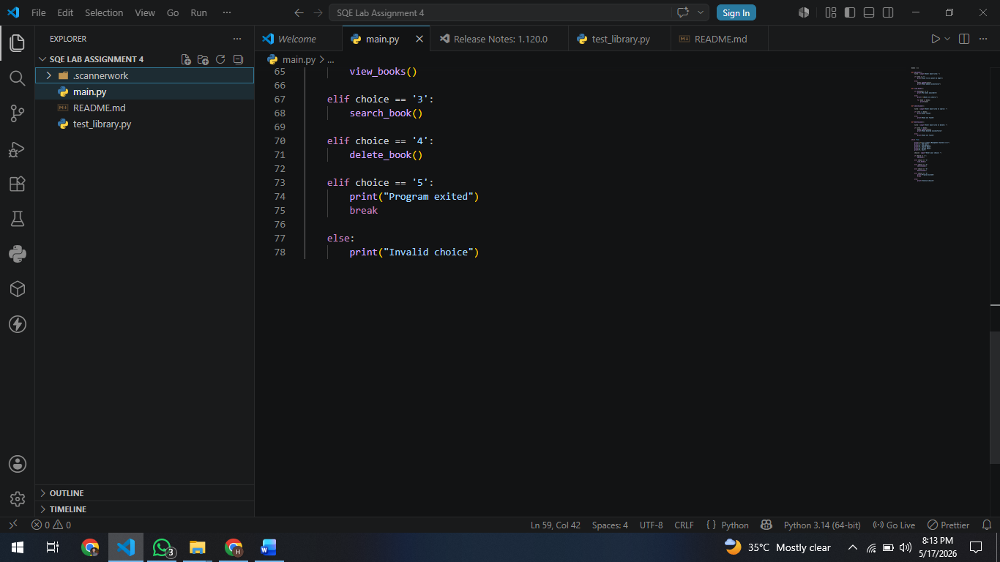 File Edit Selection View Go Run ··· SQE Lab Assignment 4 Sign In
EXPLORER ···
Welcome main.py Release Notes: 1.120.0 test_library.py README.md ···
SQE LAB ASSIGNMENT 4
main.py > ...
.scannerwork
main.py
README.md
test_library.py
65 view_books()
66
67 elif choice == '3':
68 search_book()
69
70 elif choice == '4':
71 delete_book()
72
73 elif choice == '5':
74 print("Program exited")
75 break
76
77 else:
78 print("Invalid choice")
OUTLINE
TIMELINE
0 0 Ln 59, Col 42 Spaces: 4 UTF-8 CRLF { } Python Python 3.14 (64-bit) Go Live Prettier
3 H W 35°C Mostly clear 8:13 PM
5/17/2026